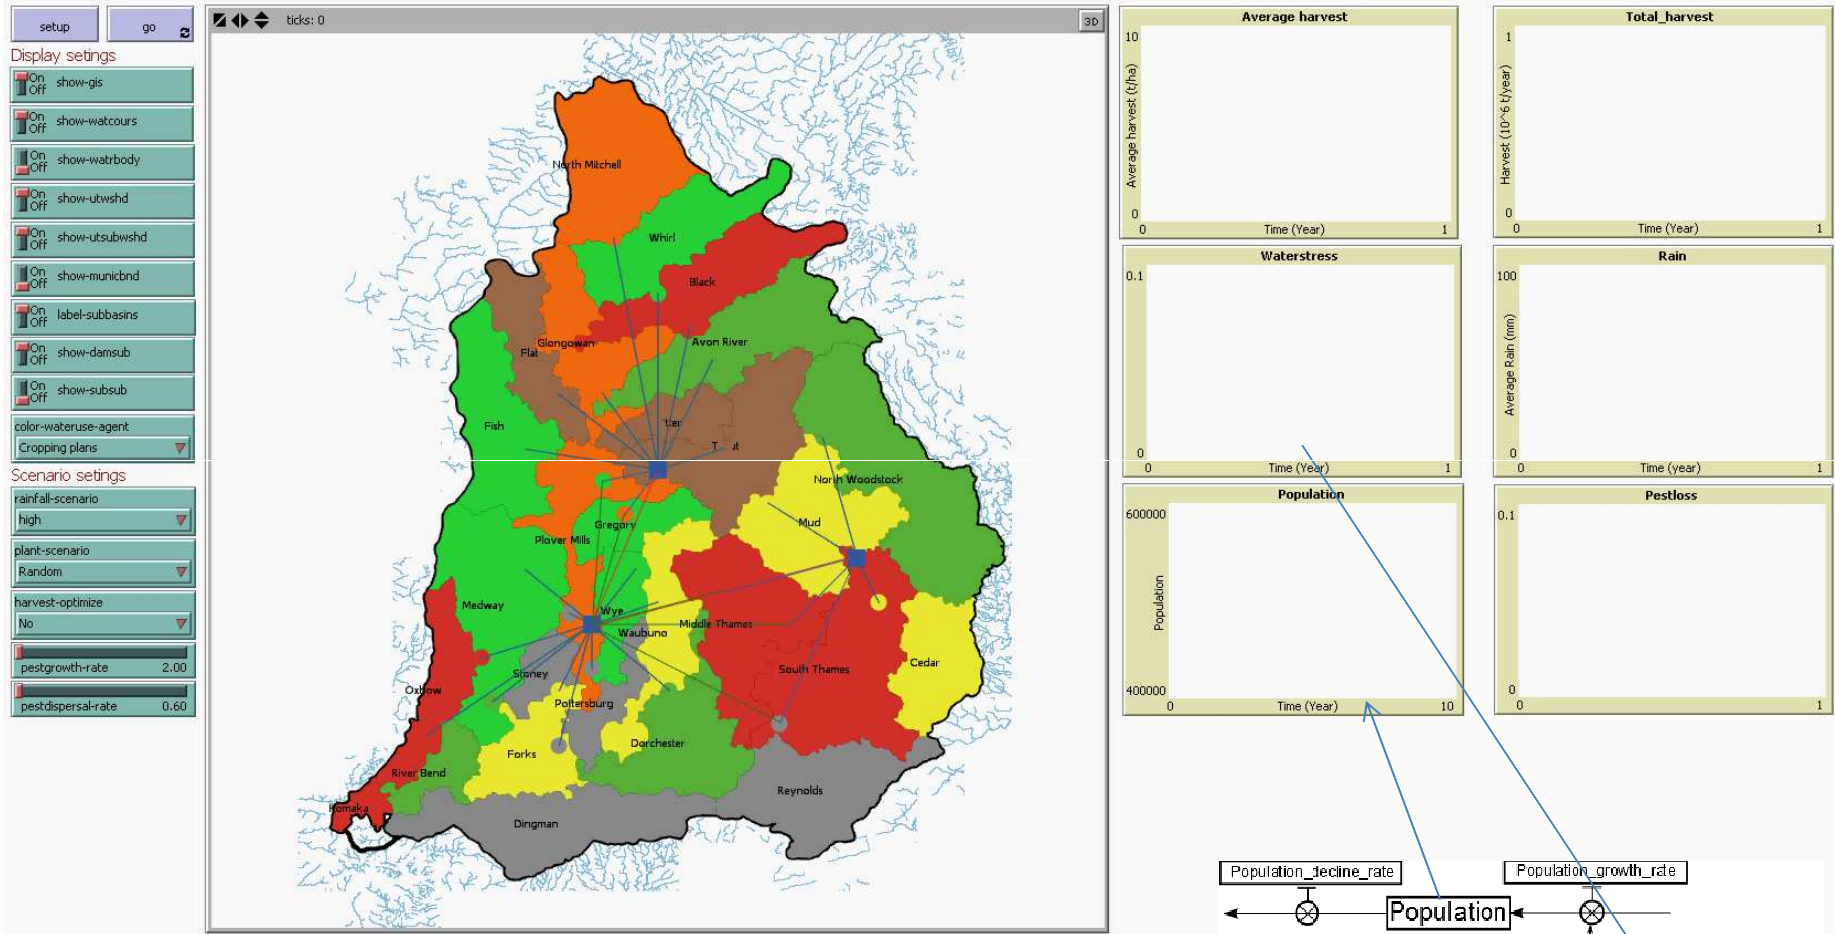 setup
go
Display setings
On
Off
show-gis
On
Off
show-watcours
On
Off
show-watrbody
On
Off
show-utwshd
On
Off
show-utsubwshd
On
Off
show-municbnd
On
Off
label-subbasins
On
Off
show-damsub
On
Off
show-subsub
color-wateruse-agent
Cropping plans
Scenario settings
rainfall-scenario
high
plant-scenario
Random
harvest-optimize
No
pestgrowth-rate 2.00
pestdispersal-rate 0.60
ticks: 0
3D
North Mitchell
Whirl
Black
Avon River
Glongowan
Flat
Fish
North Woodstock
Mud
Gregory
Plover Mills
Medway
Wye
Waubuno
Middle Thames
South Thames
Cedar
Stoney
Oxbow
Pottersburg
Dorchester
Forks
River Bend
Reynolds
Komaka
Dingman
Average harvest
10
Average harvest (t/ha)
0
0 Time (Year) 1
Total_harvest
1
Harvest (10^6 t/year)
0
0 Time (Year) 1
Waterstress
0.1
0
0 Time (Year) 1
Rain
100
Average Rain (mm)
0
0 Time (year) 1
Population
600000
Population
400000
0 Time (Year) 10
Pestloss
0.1
0
0 1
Population_decline_rate
Population_growth_rate
Population